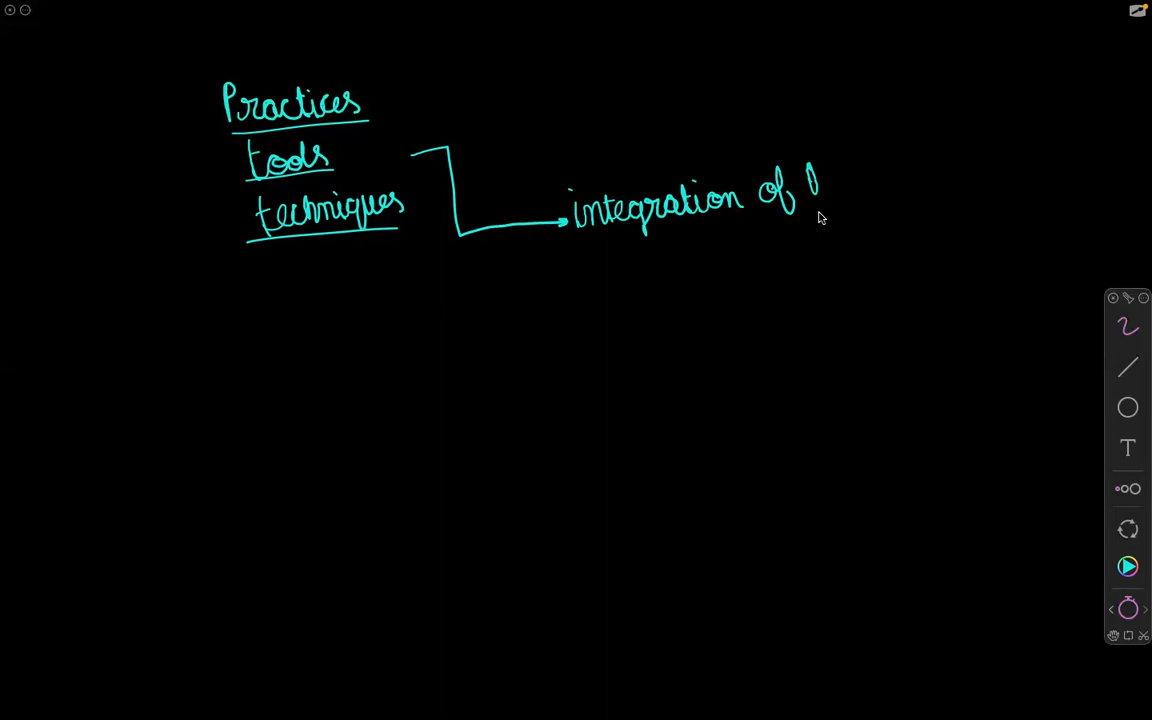 Practices
tools
techniques
integration of
T